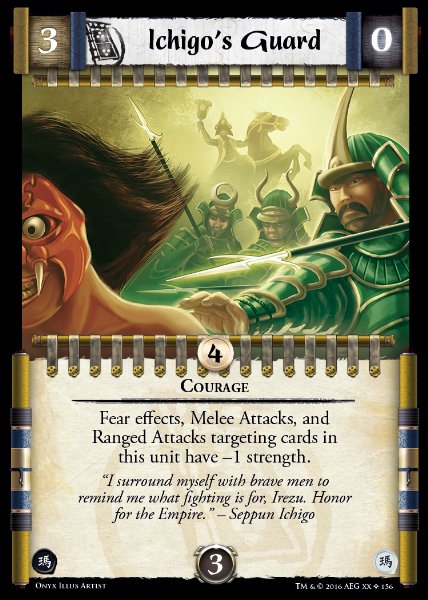 3
Ichigo's Guard
0
4
Courage
Fear effects, Melee Attacks, and
Ranged Attacks targeting cards in
this unit have –1 strength.
“I surround myself with brave men to
remind me what fighting is for, Irezu. Honor
for the Empire.” – Seppun Ichigo
瑪
3
瑪
Onyx Illus Artist
TM & © 2016 AEG XX ❖ 156